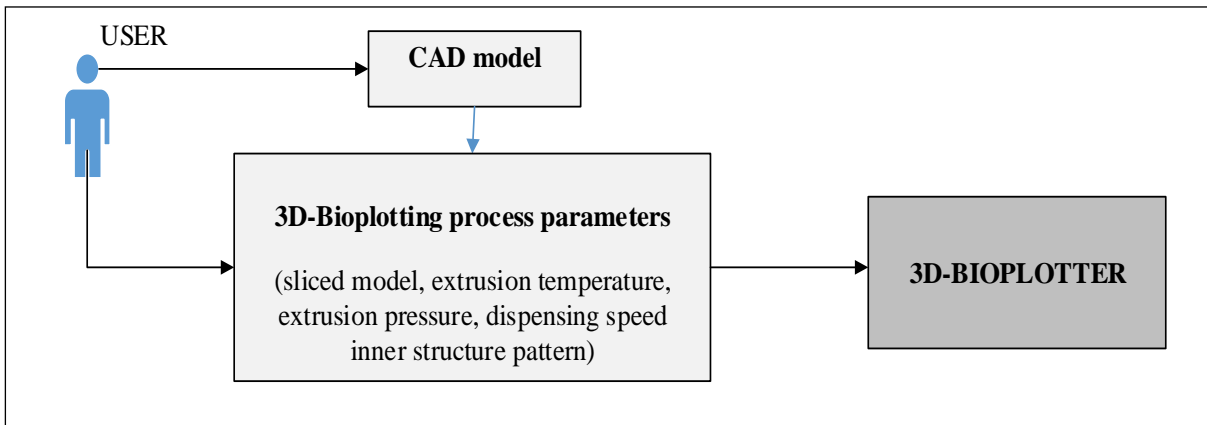 USER
CAD model
3D-Bioplotting process parameters
(sliced model, extrusion temperature,
extrusion pressure, dispensing speed
inner structure pattern)
3D-BIOPLOTTER